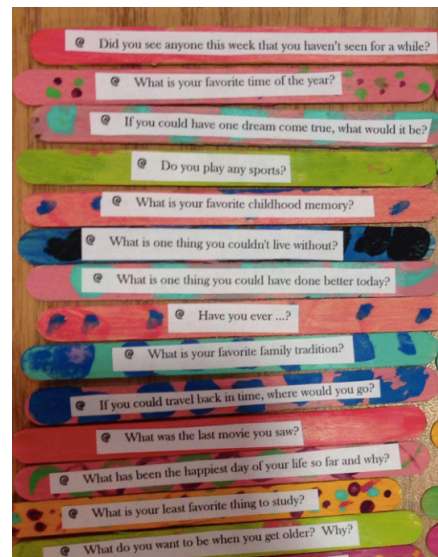 @ Did you see anyone this week that you haven't seen for a while?
@ What is your favorite time of the year?
@ If you could have one dream come true, what would it be?
@ Do you play any sports?
@ What is your favorite childhood memory?
@ What is one thing you couldn't live without?
@ What is one thing you could have done better today?
@ Have you ever ...?
@ What is your favorite family tradition?
@ If you could travel back in time, where would you go?
@ What was the last movie you saw?
@ What has been the happiest day of your life so far and why?
@ What is your least favorite thing to study?
@ What do you want to be when you get older? Why?